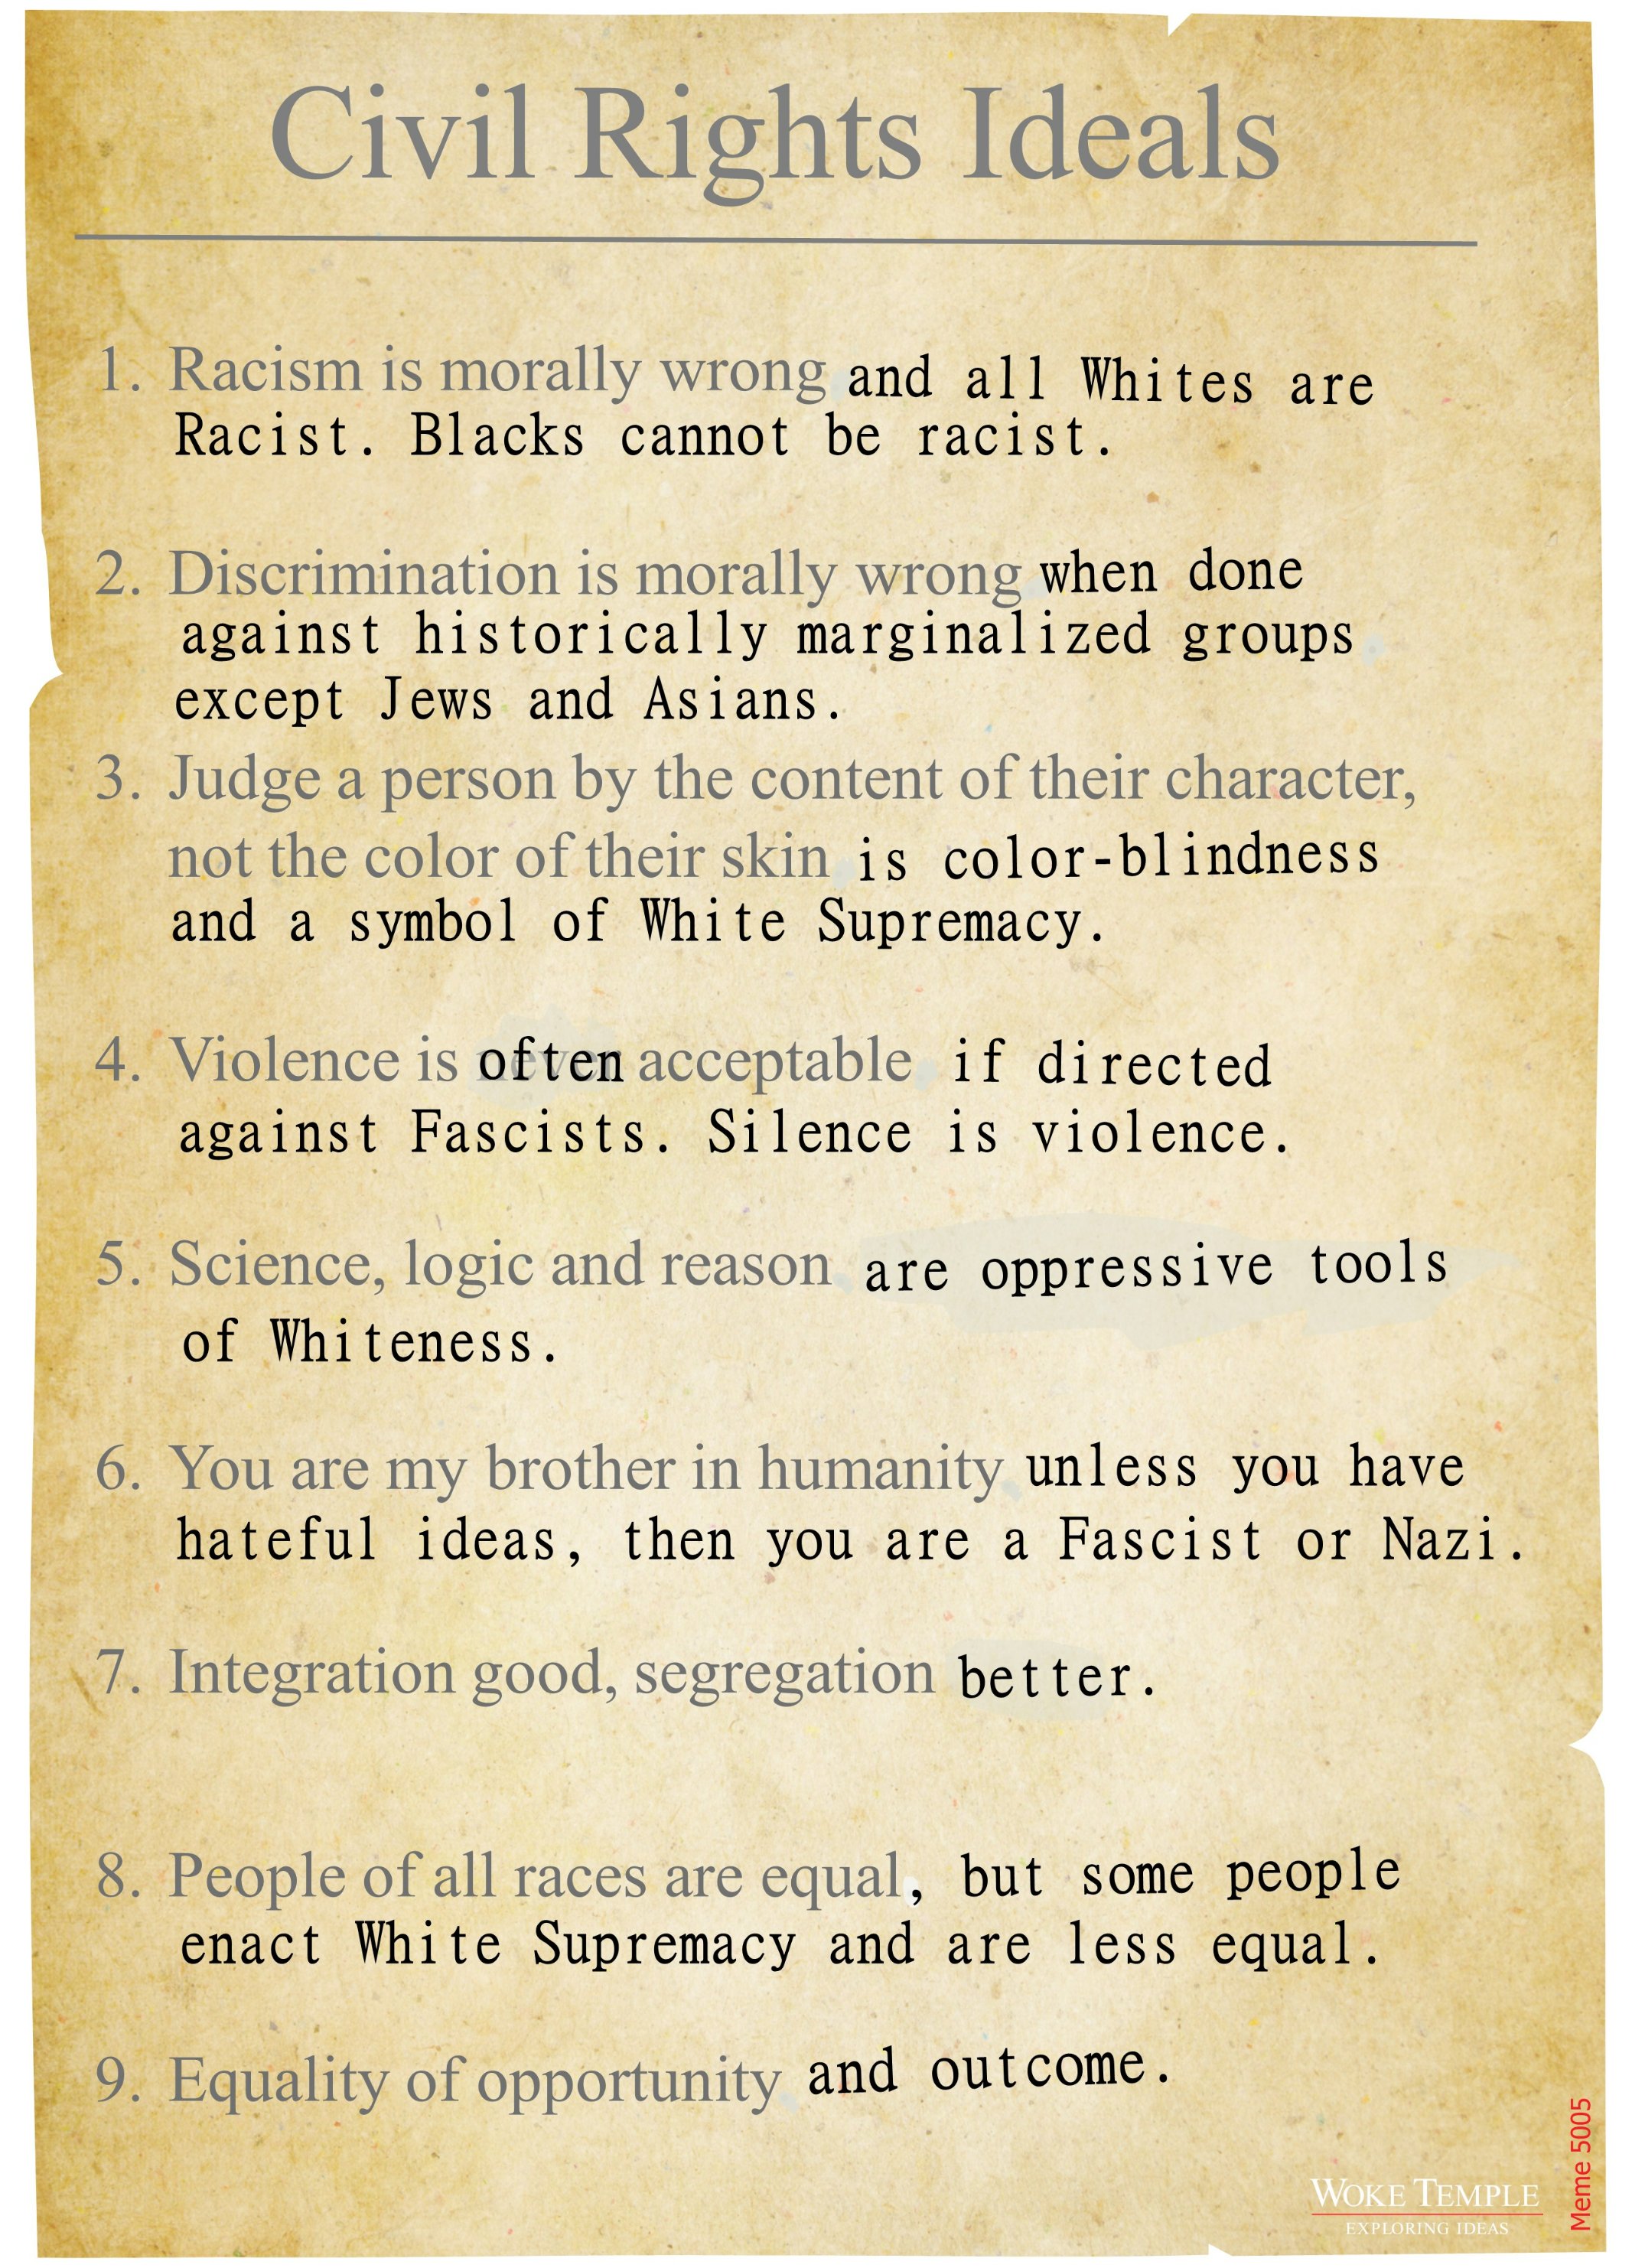 Civil Rights Ideals
1. Racism is morally wrong and all Whites are
Racist. Blacks cannot be racist.
2. Discrimination is morally wrong when done
against historically marginalized groups
except Jews and Asians.
3. Judge a person by the content of their character,
not the color of their skin is color-blindness
and a symbol of White Supremacy.
4. Violence is often acceptable if directed
against Fascists. Silence is violence.
5. Science, logic and reason are oppressive tools
of Whiteness.
6. You are my brother in humanity unless you have
hateful ideas, then you are a Fascist or Nazi.
7. Integration good, segregation better.
8. People of all races are equal, but some people
enact White Supremacy and are less equal.
9. Equality of opportunity and outcome.
WOKE TEMPLE
EXPLORING IDEAS
Meme 5005